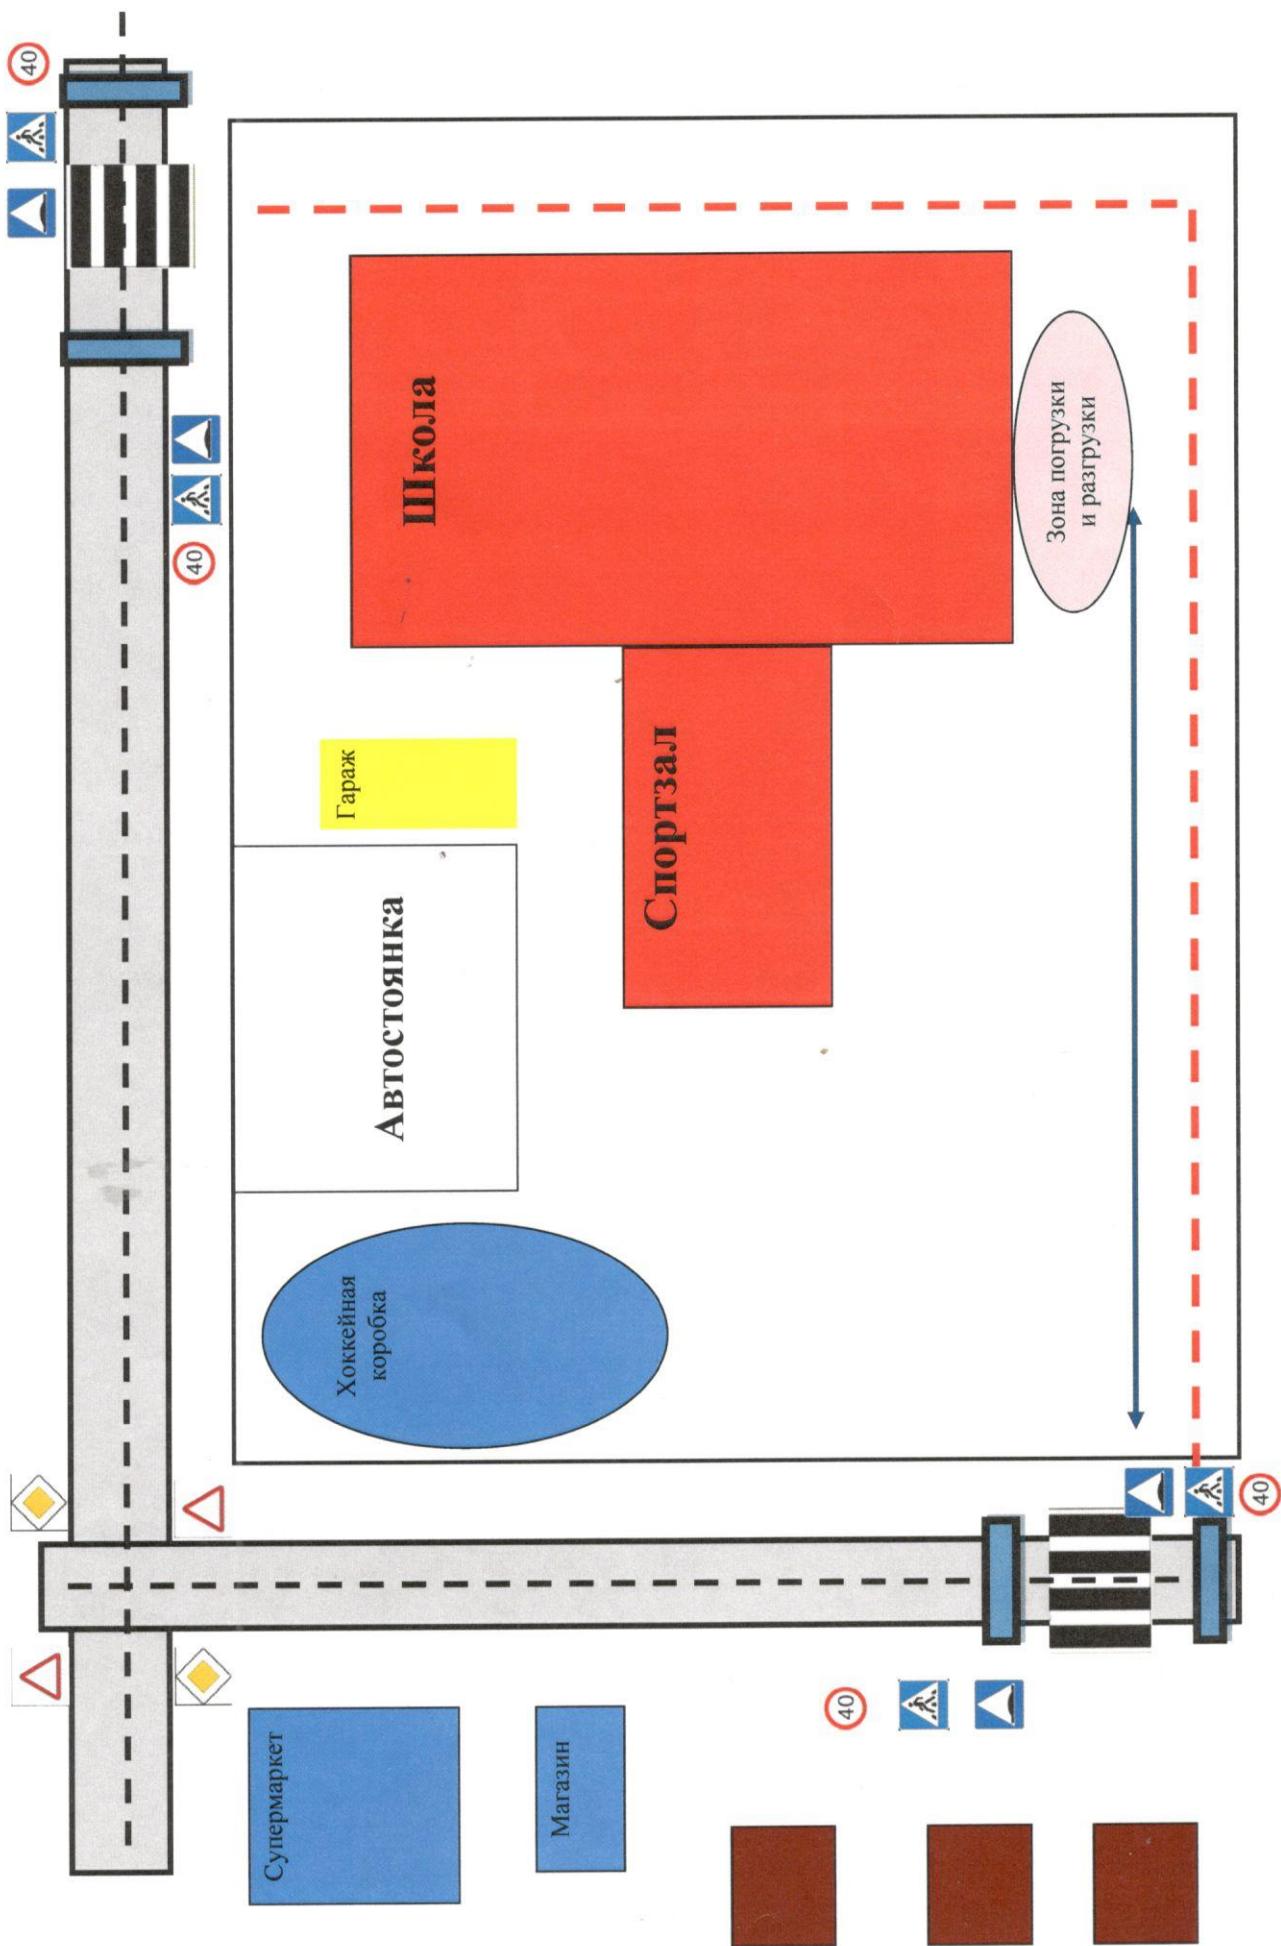 40
40
Супермаркет
Хоккейная
коробка
Гараж
Автостоянка
Школа
Магазин
Спортзал
40
Зона погрузки
и разгрузки
40